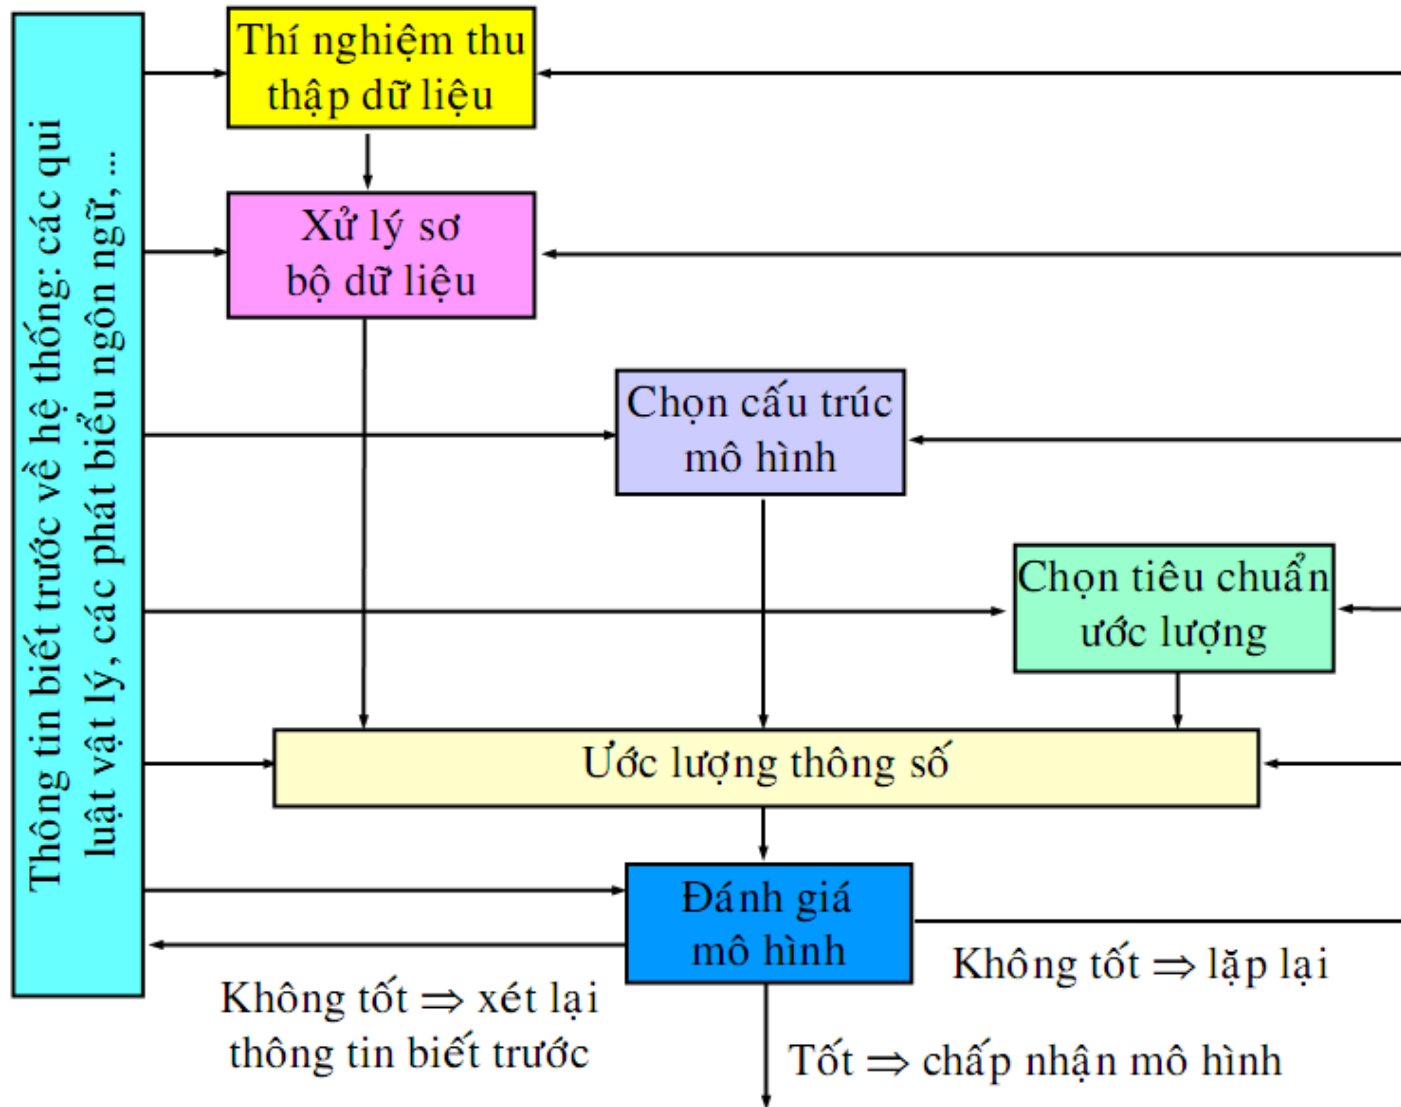 Thông tin biết trước về hệ thống: các qui
luật vật lý, các phát biểu ngôn ngữ, ...
Thí nghiệm thu
thập dữ liệu
Xử lý sơ
bộ dữ liệu
Chọn cấu trúc
mô hình
Chọn tiêu chuẩn
ước lượng
Ước lượng thông số
Đánh giá
mô hình
Không tốt ⇒ lặp lại
Không tốt ⇒ xét lại
thông tin biết trước
Tốt ⇒ chấp nhận mô hình